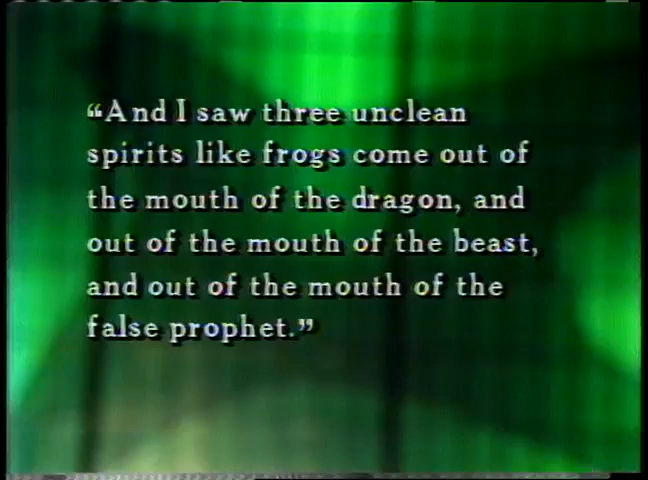 “And I saw three unclean
spirits like frogs come out of
the mouth of the dragon, and
out of the mouth of the beast,
and out of the mouth of the
false prophet.”